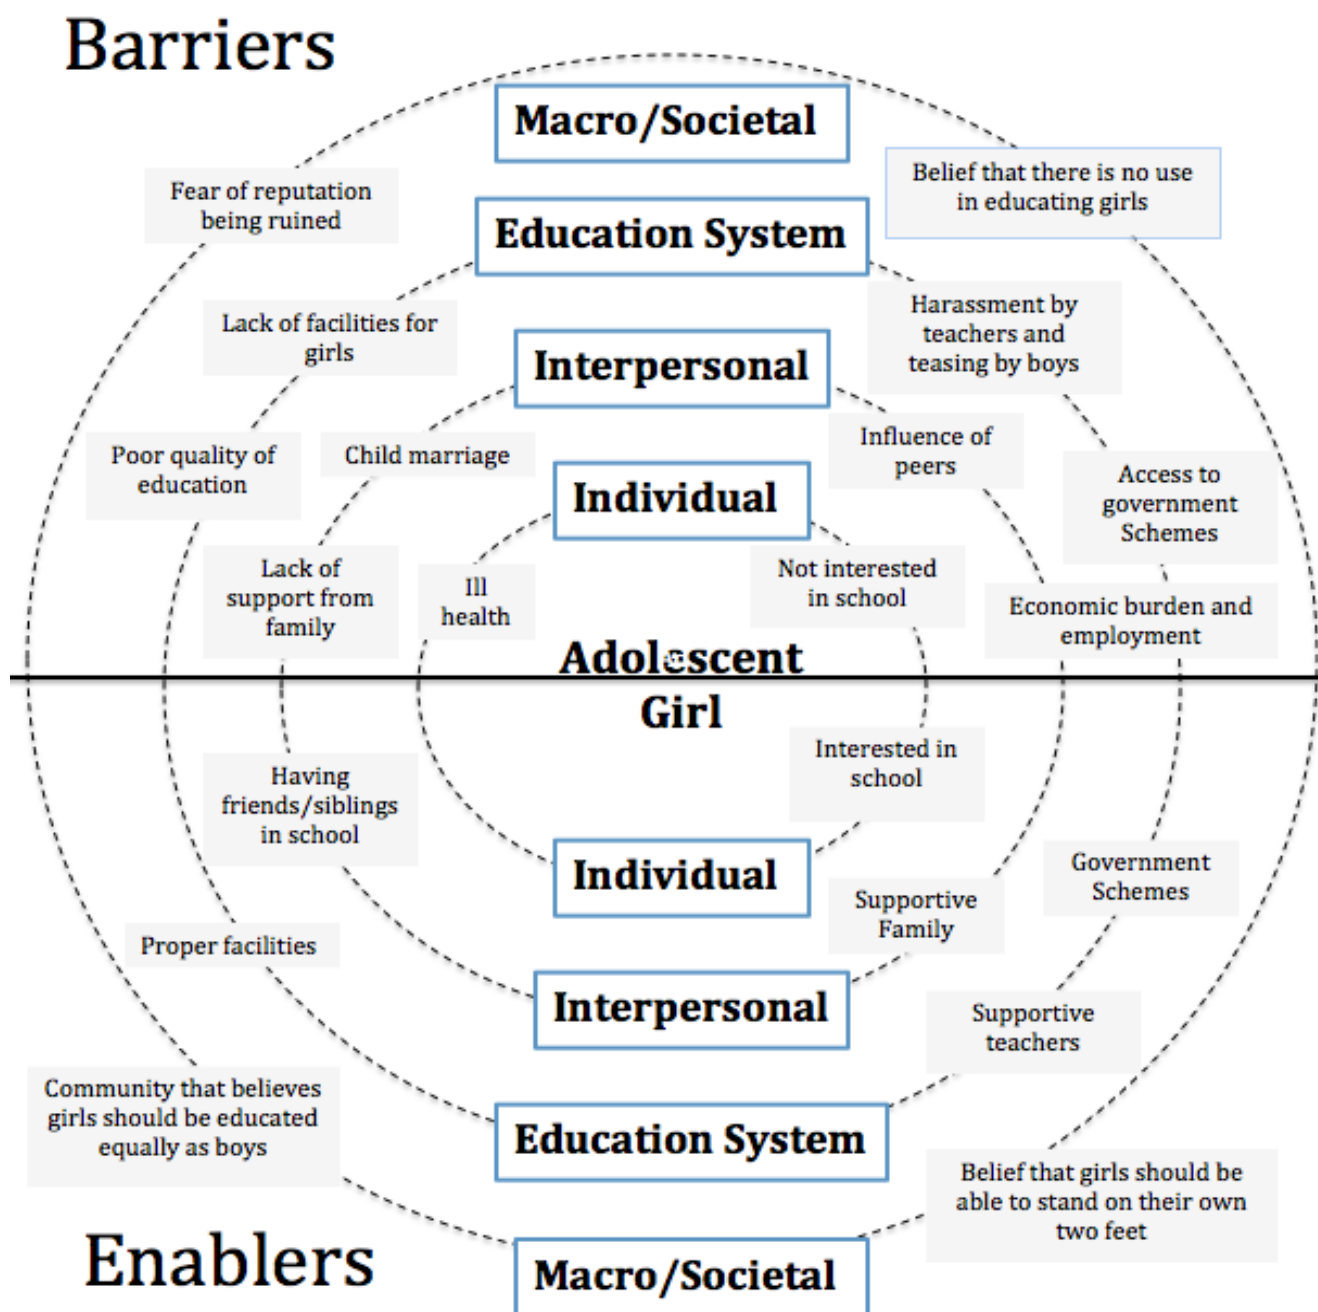 Barriers
Macro/Societal
Fear of reputation
being ruined
Belief that there is no use
in educating girls
Education System
Lack of facilities for
girls
Harassment by
teachers and
teasing by boys
Interpersonal
Poor quality of
education
Child marriage
Influence of
peers
Individual
Access to
government
Schemes
Lack of
support from
family
Ill
health
Not interested
in school
Economic burden and
employment
Adolescent
Girl
Having
friends/siblings
in school
Interested in
school
Individual
Government
Schemes
Supportive
Family
Proper facilities
Interpersonal
Supportive
teachers
Community that believes
girls should be educated
equally as boys
Education System
Belief that girls should be
able to stand on their own
two feet
Enablers
Macro/Societal